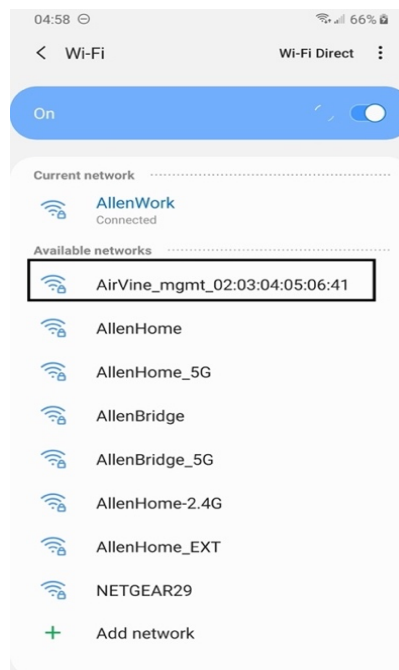 04:58 66%
Wi-Fi Wi-Fi Direct
On
Current network
AllenWork
Connected
Available networks
AirVine_mgmt_02:03:04:05:06:41
AllenHome
AllenHome_5G
AllenBridge
AllenBridge_5G
AllenHome-2.4G
AllenHome_EXT
NETGEAR29
Add network